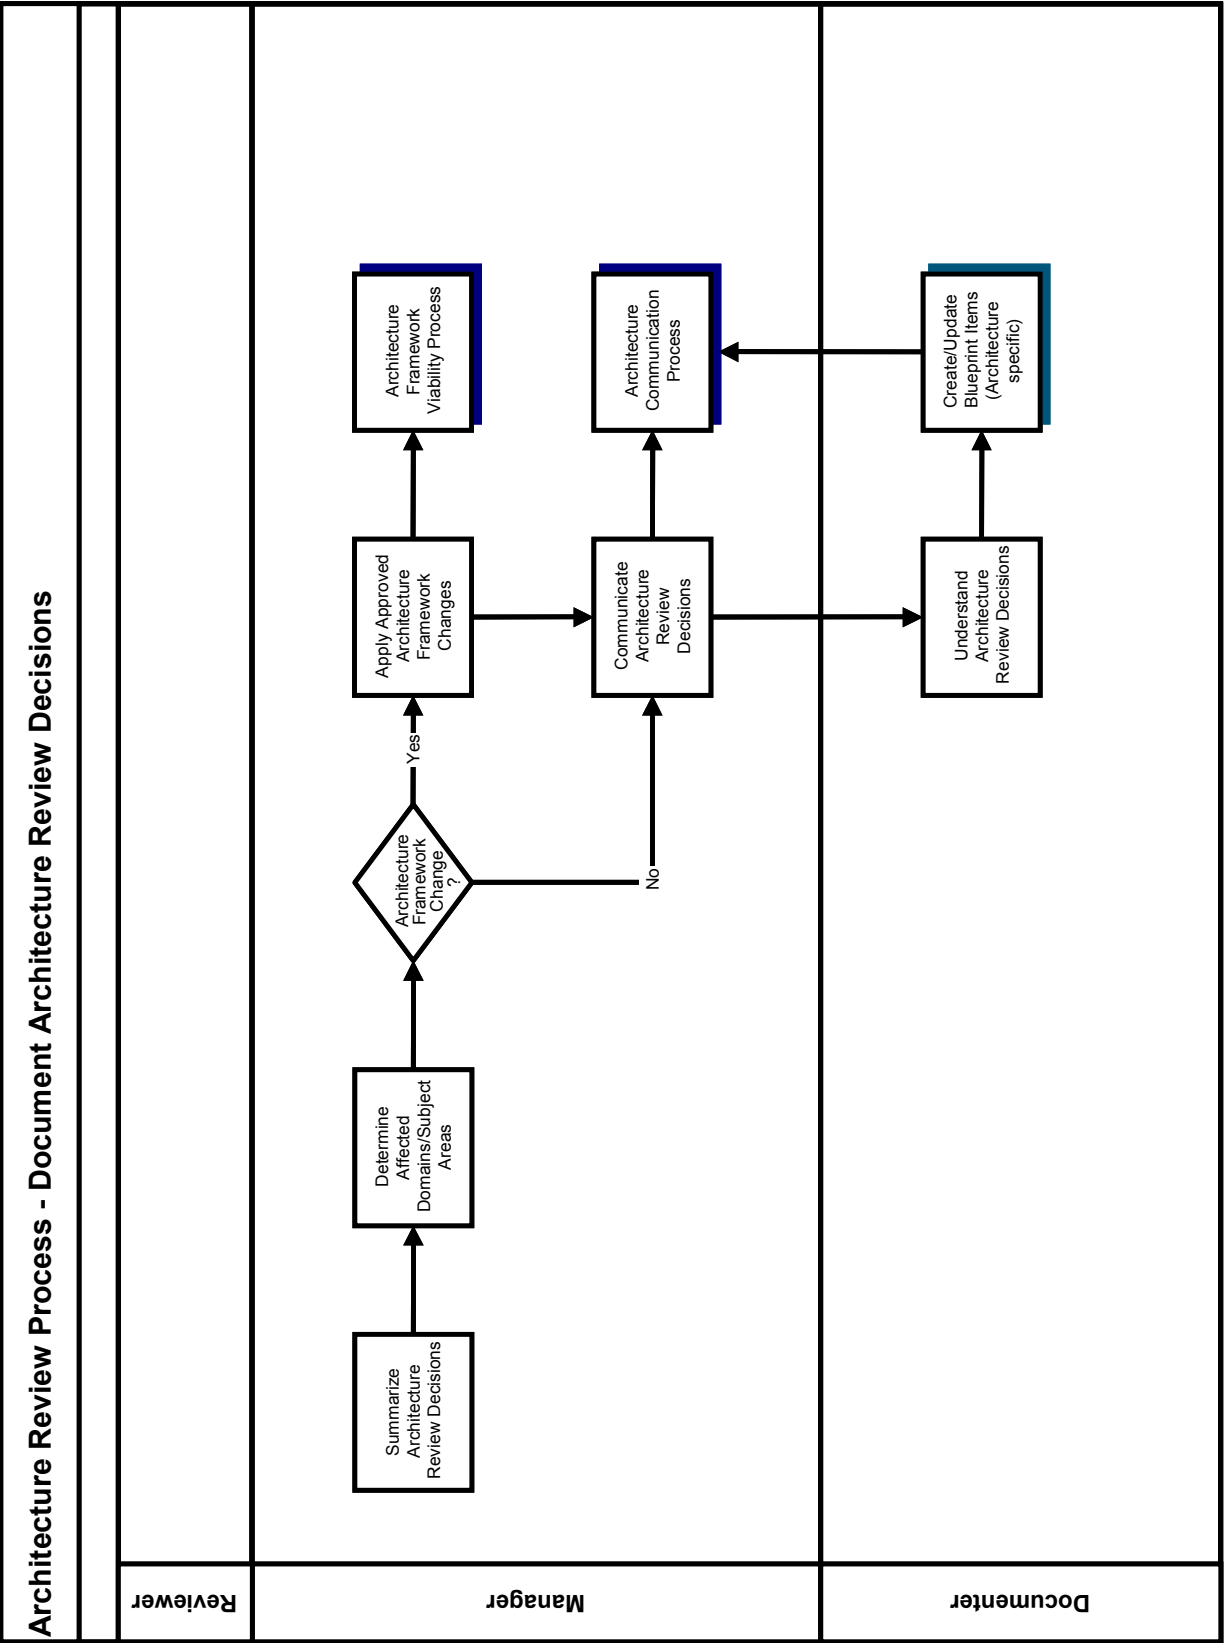 Architecture Review Process - Document Architecture Review Decisions
Reviewer
Manager
Summarize
Architecture
Review Decisions
Determine
Affected
Domains/Subject
Areas
Architecture
Framework
Change
?
Yes
No
Apply Approved
Architecture
Framework
Changes
Architecture
Framework
Viability Process
Communicate
Architecture
Review
Decisions
Architecture
Communication
Process
Documenter
Understand
Architecture
Review Decisions
Create/Update
Blueprint Items
(Architecture
specific)